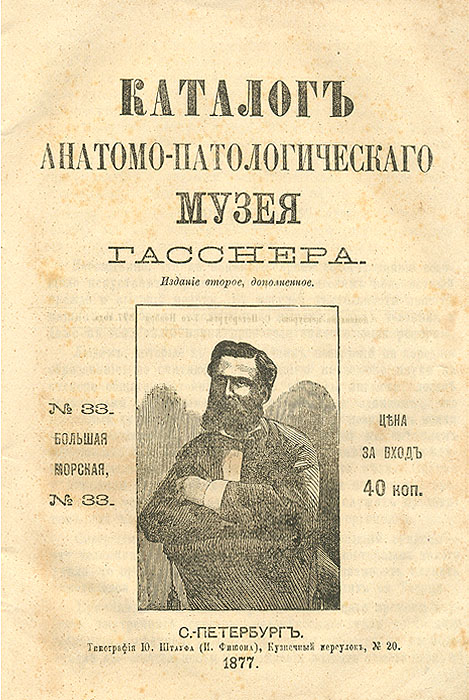 КАТАЛОГЪ
АНАТОМО-ПАТОЛОГИЧЕСКАГО
МУЗЕЯ
ГАССНЕРА.
Изданіе второе, дополненное.
№ 33.
БОЛЬШАЯ
МОРСКАЯ,
№ 33.
ЦѢНА
ЗА ВХОДЪ
40 КОП.
С.-ПЕТЕРБУРГЪ.
Типографія Ю. Штауфа (И. Фишона), Кузнечный переулокъ, № 20.
1877.